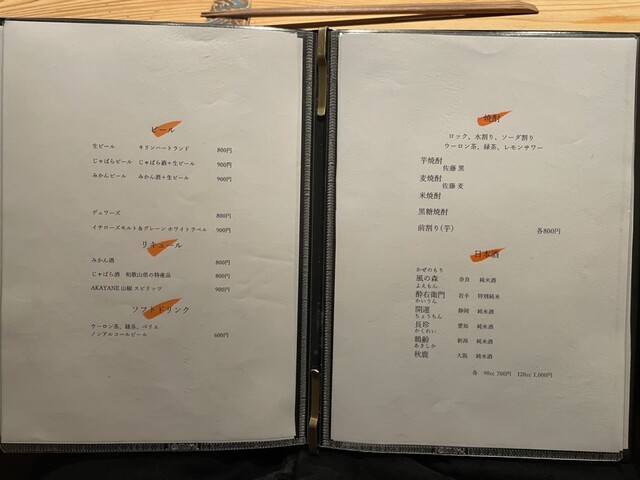 ビール
生ビール キリンハートランド 800円
じゃばらビール じゃばら酒+生ビール 900円
みかんビール みかん酒+生ビール 900円
デュワーズ 800円
イチローズモルト&グレーン ホワイトラベル 900円
リキュール
みかん酒 800円
じゃばら酒 和歌山県の特産品 800円
AKAYANE 山椒 スピリッツ 900円
ソフトドリンク
ウーロン茶、緑茶、ペリエ
ノンアルコールビール 600円
焼酎
ロック、水割り、ソーダ割り
ウーロン茶、緑茶、レモンサワー
芋焼酎
佐藤 黒
麦焼酎
佐藤 麦
米焼酎
黒糖焼酎
前割り(芋) 各800円
日本酒
かぜのもり
風の森 奈良 純米酒
よえもん
酔右衛門 岩手 特別純米
かいうん
開運 静岡 純米酒
ちょうちん
長珍 愛知 純米酒
かくれい
鶴齢 新潟 純米酒
あきしか
秋鹿 大阪 純米酒
各 90cc 700円 120cc 1,000円